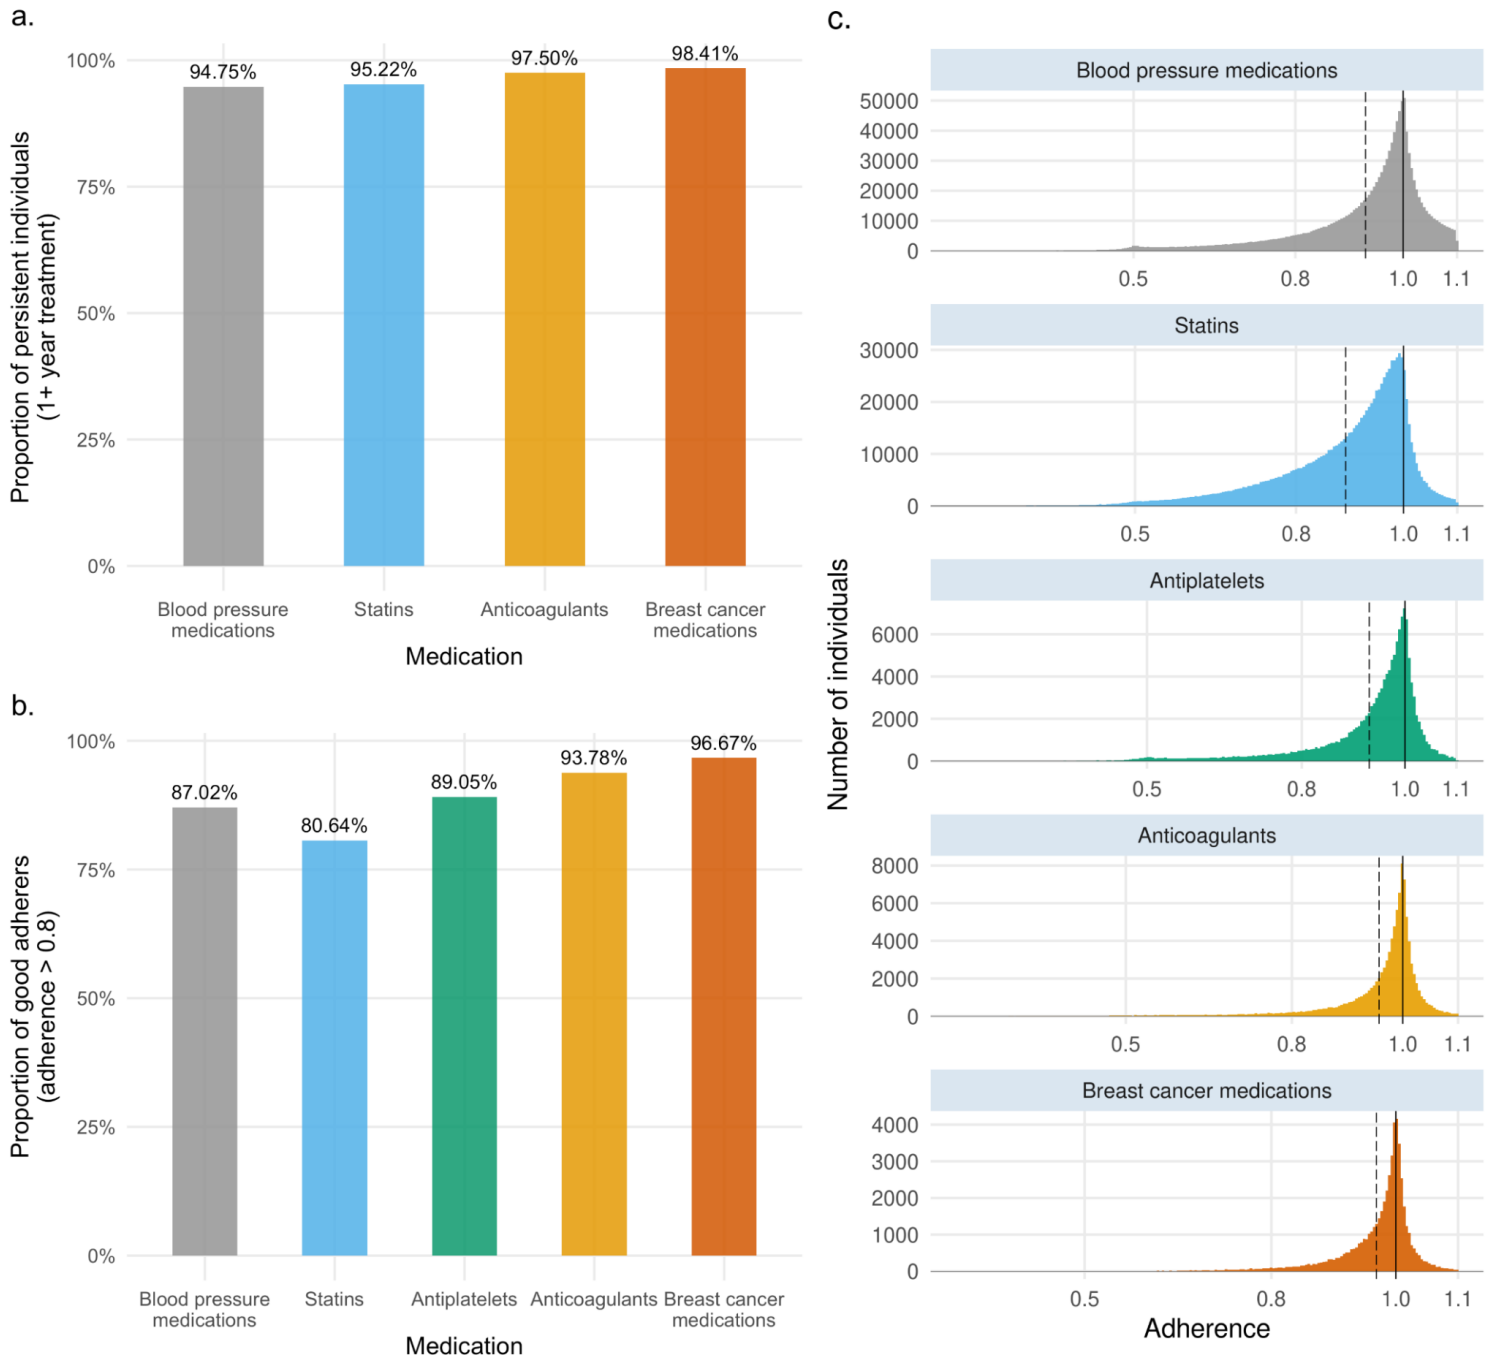 a.
Proportion of persistent individuals
(1+ year treatment)
100%
75%
50%
25%
0%
94.75%
95.22%
97.50%
98.41%
Blood pressure
medications
Statins
Anticoagulants
Breast cancer
medications
Medication
b.
Proportion of good adherers
(adherence > 0.8)
100%
75%
50%
25%
0%
87.02%
80.64%
89.05%
93.78%
96.67%
Blood pressure
medications
Statins
Antiplatelets
Anticoagulants
Breast cancer
medications
Medication
c.
Number of individuals
Blood pressure medications
50000
40000
30000
20000
10000
0
0.5 0.8 1.0 1.1
Statins
30000
20000
10000
0
0.5 0.8 1.0 1.1
Antiplatelets
6000
4000
2000
0
0.5 0.8 1.0 1.1
Anticoagulants
8000
6000
4000
2000
0
0.5 0.8 1.0 1.1
Breast cancer medications
4000
3000
2000
1000
0
0.5 0.8 1.0 1.1
Adherence